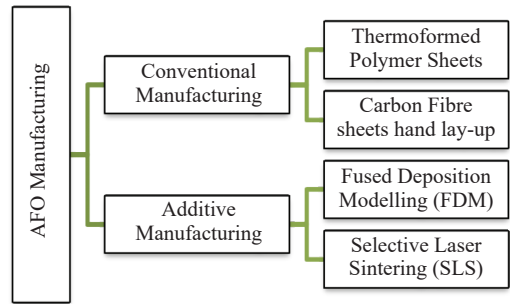 AFO Manufacturing
Conventional
Manufacturing
Thermoformed
Polymer Sheets
Carbon Fibre
sheets hand lay-up
Additive
Manufacturing
Fused Deposition
Modelling (FDM)
Selective Laser
Sintering (SLS)